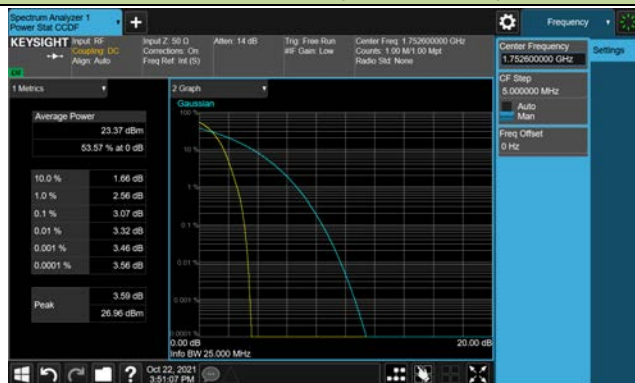 Spectrum Analyzer 1
Power Stat CCDF
Frequency
KEYSIGHT
Input: RF
Coupling: DC
Align: Auto
Input Z: 50 Ω
Corrections: On
Freq Ref: Int (S)
Atten: 14 dB
Trig: Free Run
#IF Gain: Low
Center Freq: 1.752600000 GHz
Counts: 1.00 M/1.00 Mpt
Radio Std: None
Center Frequency
1.752600000 GHz
Settings
CF Step
5.000000 MHz
Auto
Man
Freq Offset
0 Hz
1 Metrics
2 Graph
Gaussian
Average Power
23.37 dBm
53.57 % at 0 dB
10.0 % 1.66 dB
1.0 % 2.56 dB
0.1 % 3.07 dB
0.01 % 3.32 dB
0.001 % 3.46 dB
0.0001 % 3.56 dB
Peak
3.59 dB
26.96 dBm
100 %
10 %
1 %
0.1 %
0.01 %
0.001 %
0.0001 %
0.00 dB
20.00 dB
Info BW 25.000 MHz
Oct 22, 2021
3:51:07 PM